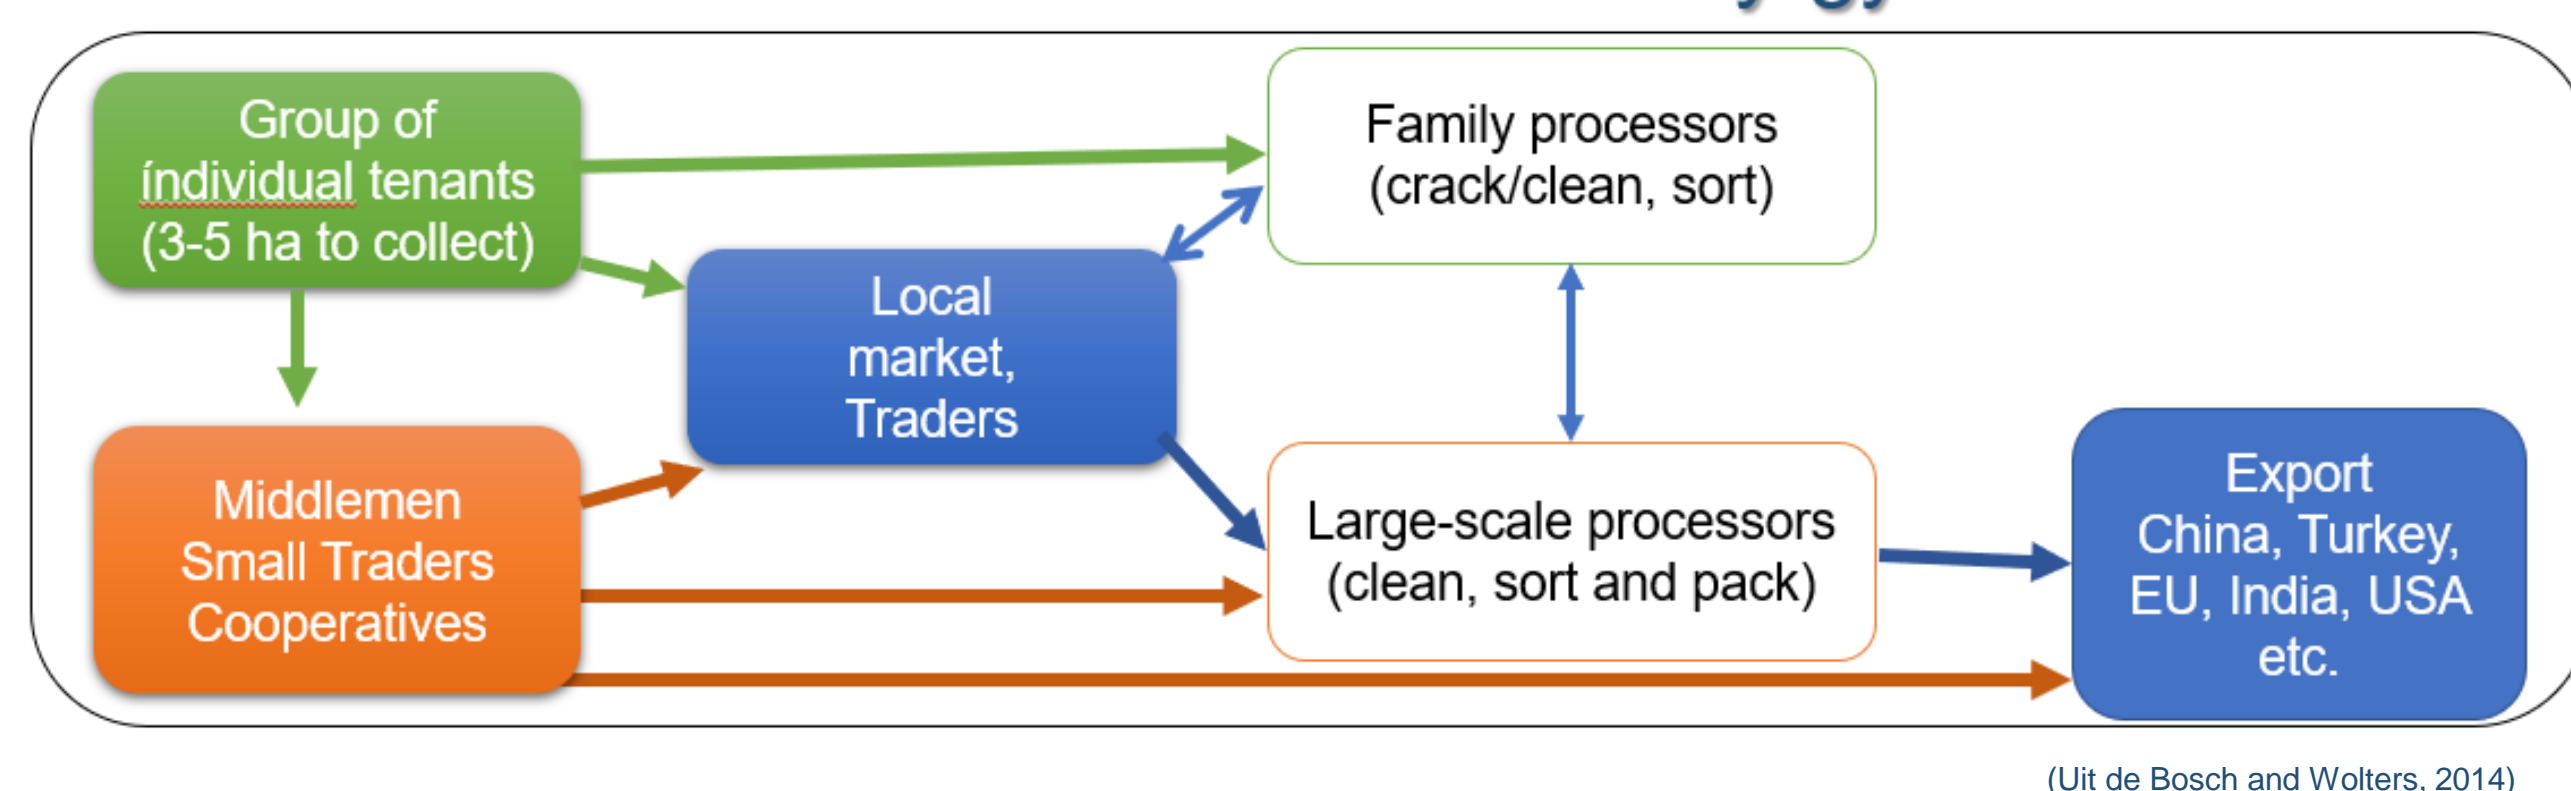 Group of
índividual tenants
(3-5 ha to collect)
Family processors
(crack/clean, sort)
Local
market,
Traders
Middlemen
Small Traders
Cooperatives
Large-scale processors
(clean, sort and pack)
Export
China, Turkey,
EU, India, USA
etc.
(Uit de Bosch and Wolters, 2014)